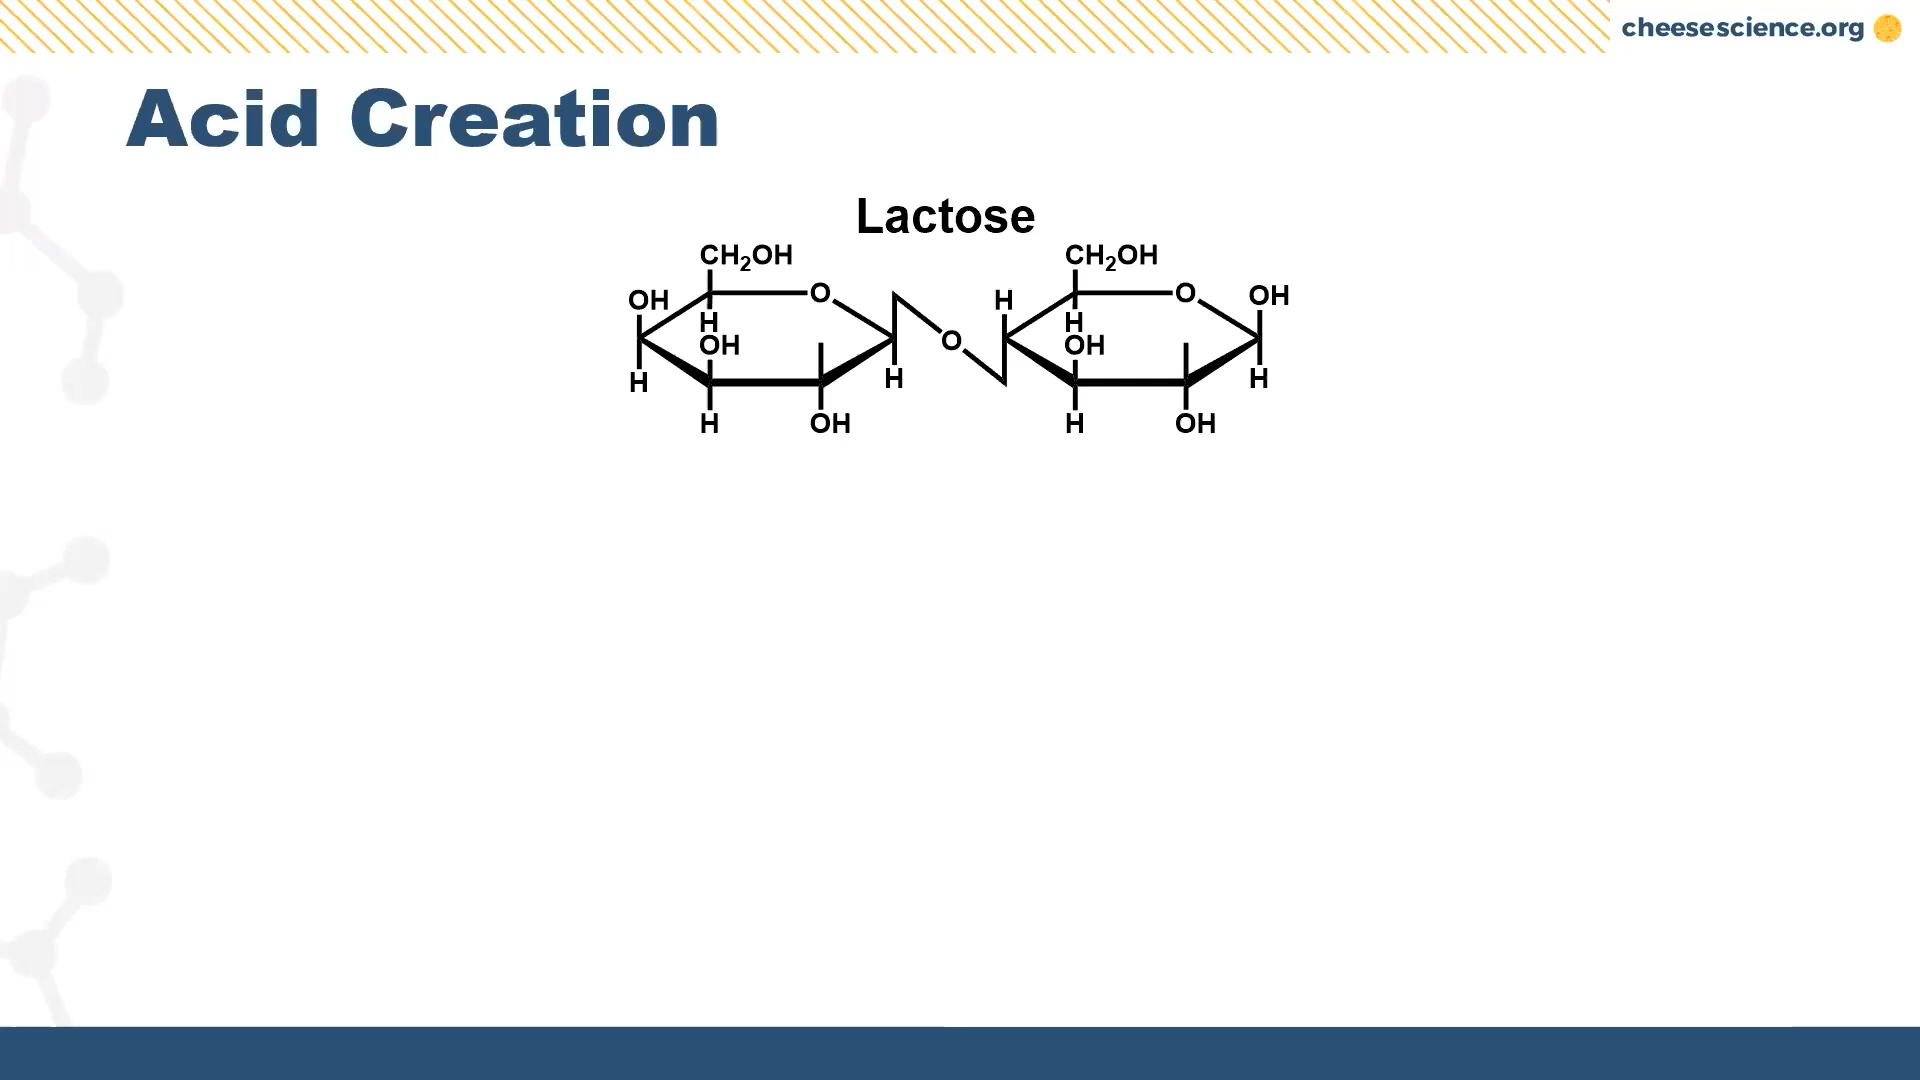 cheesescience.org
Acid Creation
Lactose
CH₂OH CH₂OH
OH O H O OH
H H
OH O OH
H H H
H OH H OH